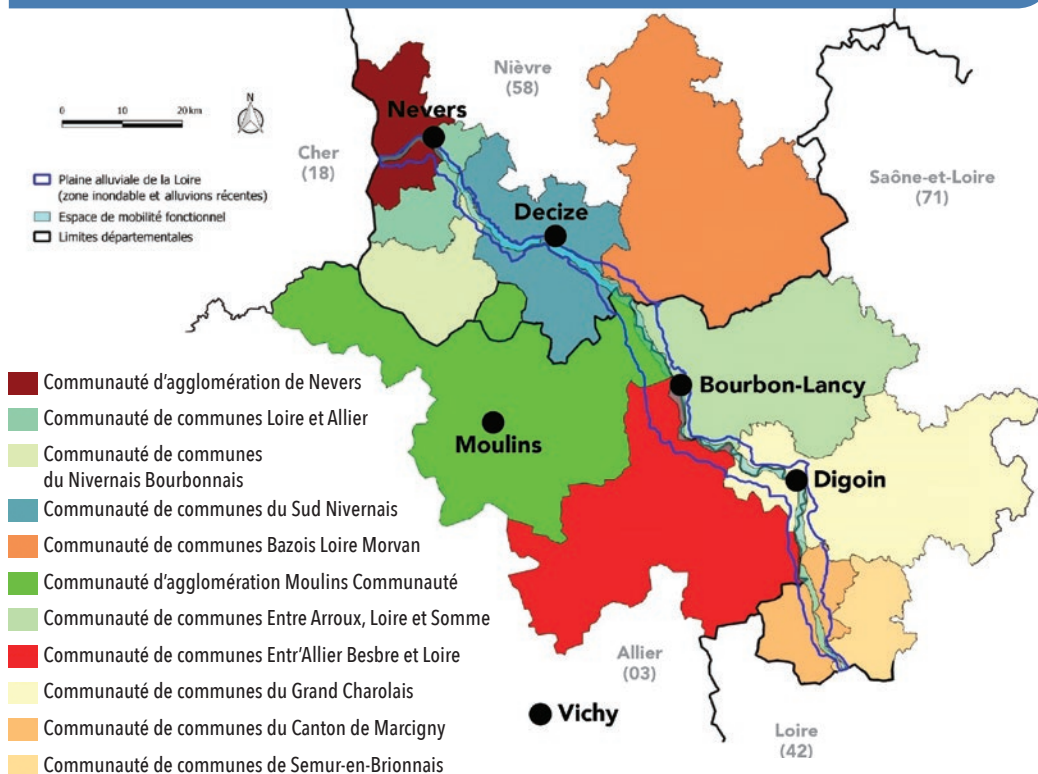 Nièvre
(58)
N
0 10 20 km
Nevers
Cher
(18)
Plaine alluviale de la Loire
(zone inondable et alluvions récentes)
Espace de mobilité fonctionnel
Limites départementales
Saône-et-Loire
(71)
Decize
Communauté d'agglomération de Nevers
Communauté de communes Loire et Allier
Communauté de communes
du Nivernais Bourbonnais
Communauté de communes du Sud Nivernais
Communauté de communes Bazois Loire Morvan
Communauté d'agglomération Moulins Communauté
Communauté de communes Entre Arroux, Loire et Somme
Communauté de communes Entr'Allier Besbre et Loire
Communauté de communes du Grand Charolais
Communauté de communes du Canton de Marcigny
Communauté de communes de Semur-en-Brionnais
Bourbon-Lancy
Moulins
Digoin
Allier
(03)
Vichy
Loire
(42)